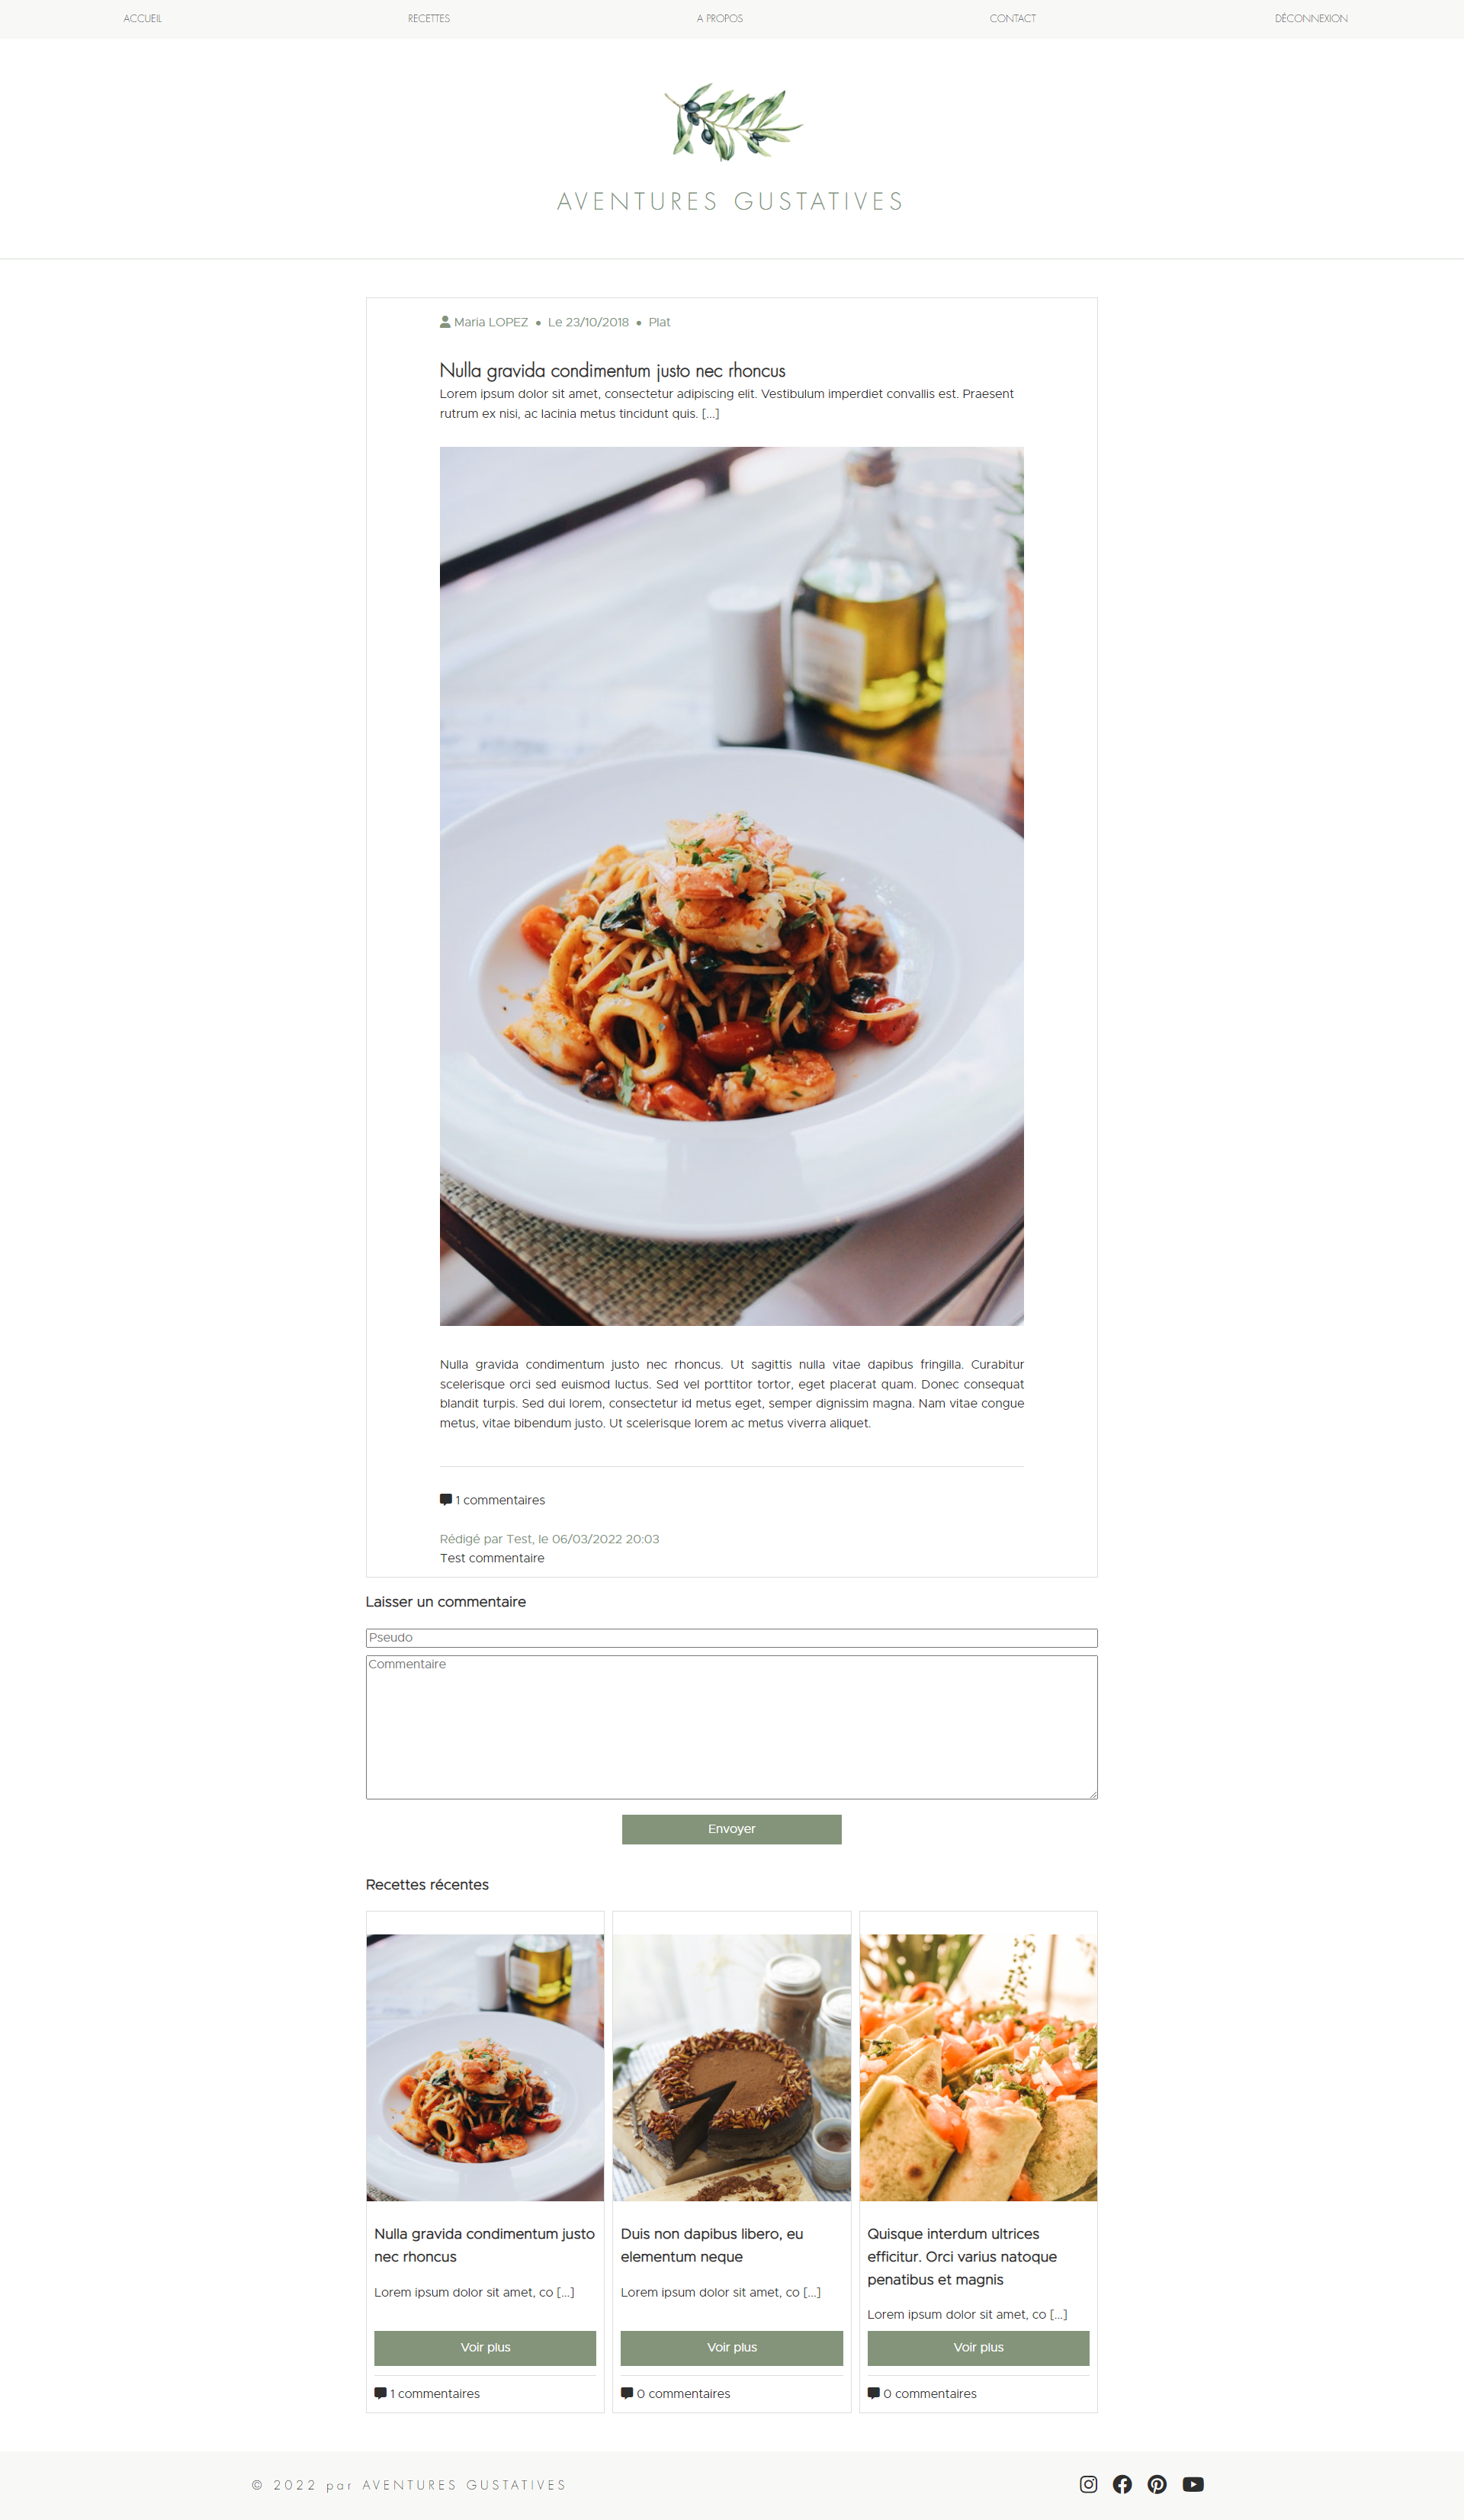 ACCUEIL
RECETTES
A PROPOS
CONTACT
DÉCONNEXION
AVENTURES GUSTATIVES
Maria LOPEZ • Le 23/10/2018 • Plat
Nulla gravida condimentum justo nec rhoncus
Lorem ipsum dolor sit amet, consectetur adipiscing elit. Vestibulum imperdiet convallis est. Praesent
rutrum ex nisi, ac lacinia metus tincidunt quis. [...]
Nulla gravida condimentum justo nec rhoncus. Ut sagittis nulla vitae dapibus fringilla. Curabitur
scelerisque orci sed euismod luctus. Sed vel porttitor tortor, eget placerat quam. Donec consequat
blandit turpis. Sed dui lorem, consectetur id metus eget, semper dignissim magna. Nam vitae congue
metus, vitae bibendum justo. Ut scelerisque lorem ac metus viverra aliquet.
1 commentaires
Rédigé par Test, le 06/03/2022 20:03
Test commentaire
Laisser un commentaire
Pseudo
Commentaire
Envoyer
Recettes récentes
Nulla gravida condimentum justo
nec rhoncus
Lorem ipsum dolor sit amet, co [...]
Voir plus
1 commentaires
Duis non dapibus libero, eu
elementum neque
Lorem ipsum dolor sit amet, co [...]
Voir plus
0 commentaires
Quisque interdum ultrices
efficitur. Orci varius natoque
penatibus et magnis
Lorem ipsum dolor sit amet, co [...]
Voir plus
0 commentaires
© 2022 par AVENTURES GUSTATIVES